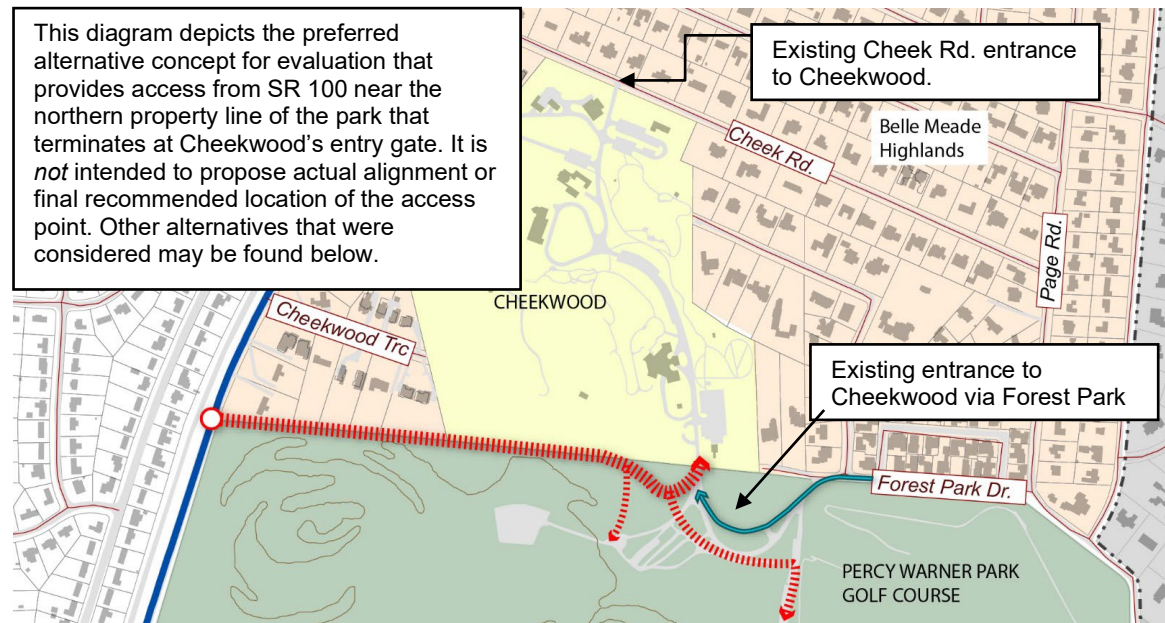 This diagram depicts the preferred
alternative concept for evaluation that
provides access from SR 100 near the
northern property line of the park that
terminates at Cheekwood’s entry gate. It is
not intended to propose actual alignment or
final recommended location of the access
point. Other alternatives that were
considered may be found below.
Existing Cheek Rd. entrance
to Cheekwood.
Belle Meade
Highlands
Cheek Rd.
Page Rd.
CHEEKWOOD
Cheekwood Trc
Existing entrance to
Cheekwood via Forest Park
Forest Park Dr.
PERCY WARNER PARK
GOLF COURSE